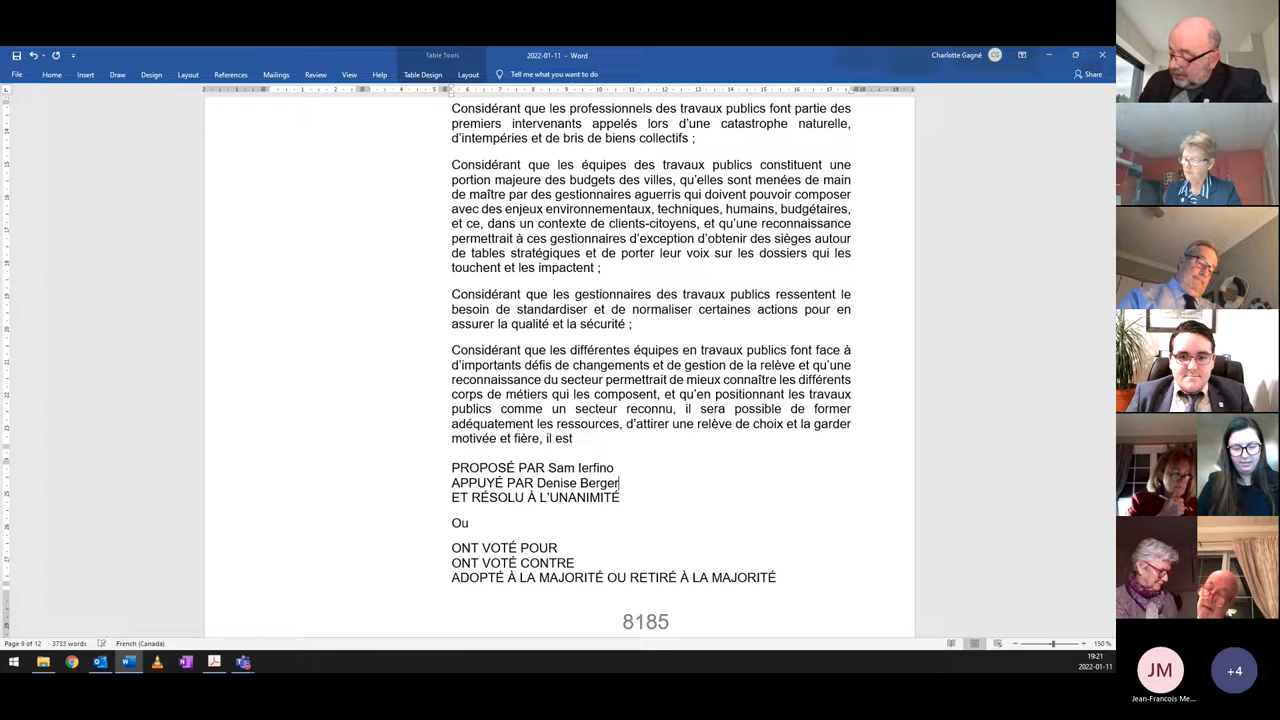 Table Tools
2022-01-11 – Word
Charlotte Gagné
CG
File Home Insert Draw Design Layout References Mailings Review View Help Table Design Layout Tell me what you want to do Share
Considérant que les professionnels des travaux publics font partie des
premiers intervenants appelés lors d'une catastrophe naturelle,
d'intempéries et de bris de biens collectifs ;
Considérant que les équipes des travaux publics constituent une
portion majeure des budgets des villes, qu'elles sont menées de main
de maître par des gestionnaires aguerris qui doivent pouvoir composer
avec des enjeux environnementaux, techniques, humains, budgétaires,
et ce, dans un contexte de clients-citoyens, et qu'une reconnaissance
permettrait à ces gestionnaires d'exception d'obtenir des sièges autour
de tables stratégiques et de porter leur voix sur les dossiers qui les
touchent et les impactent ;
Considérant que les gestionnaires des travaux publics ressentent le
besoin de standardiser et de normaliser certaines actions pour en
assurer la qualité et la sécurité ;
Considérant que les différentes équipes en travaux publics font face à
d'importants défis de changements et de gestion de la relève et qu'une
reconnaissance du secteur permettrait de mieux connaître les différents
corps de métiers qui les composent, et qu'en positionnant les travaux
publics comme un secteur reconnu, il sera possible de former
adéquatement les ressources, d'attirer une relève de choix et la garder
motivée et fière, il est
PROPOSÉ PAR Sam Ierfino
APPUYÉ PAR Denise Berger
ET RÉSOLU À L'UNANIMITÉ
Ou
ONT VOTÉ POUR
ONT VOTÉ CONTRE
ADOPTÉ À LA MAJORITÉ OU RETIRÉ À LA MAJORITÉ
8185
Page 9 of 12 3733 words French (Canada) 150 %
19:21
2022-01-11
JM
+4
Jean-Francois Me...